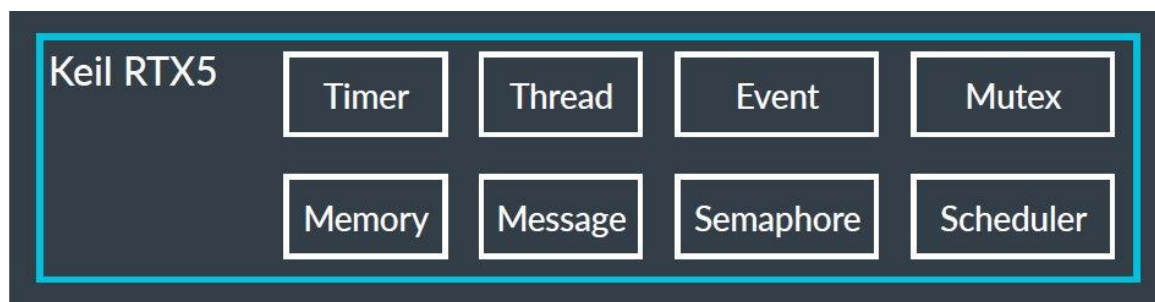 Keil RTX5
Timer
Thread
Event
Mutex
Memory
Message
Semaphore
Scheduler